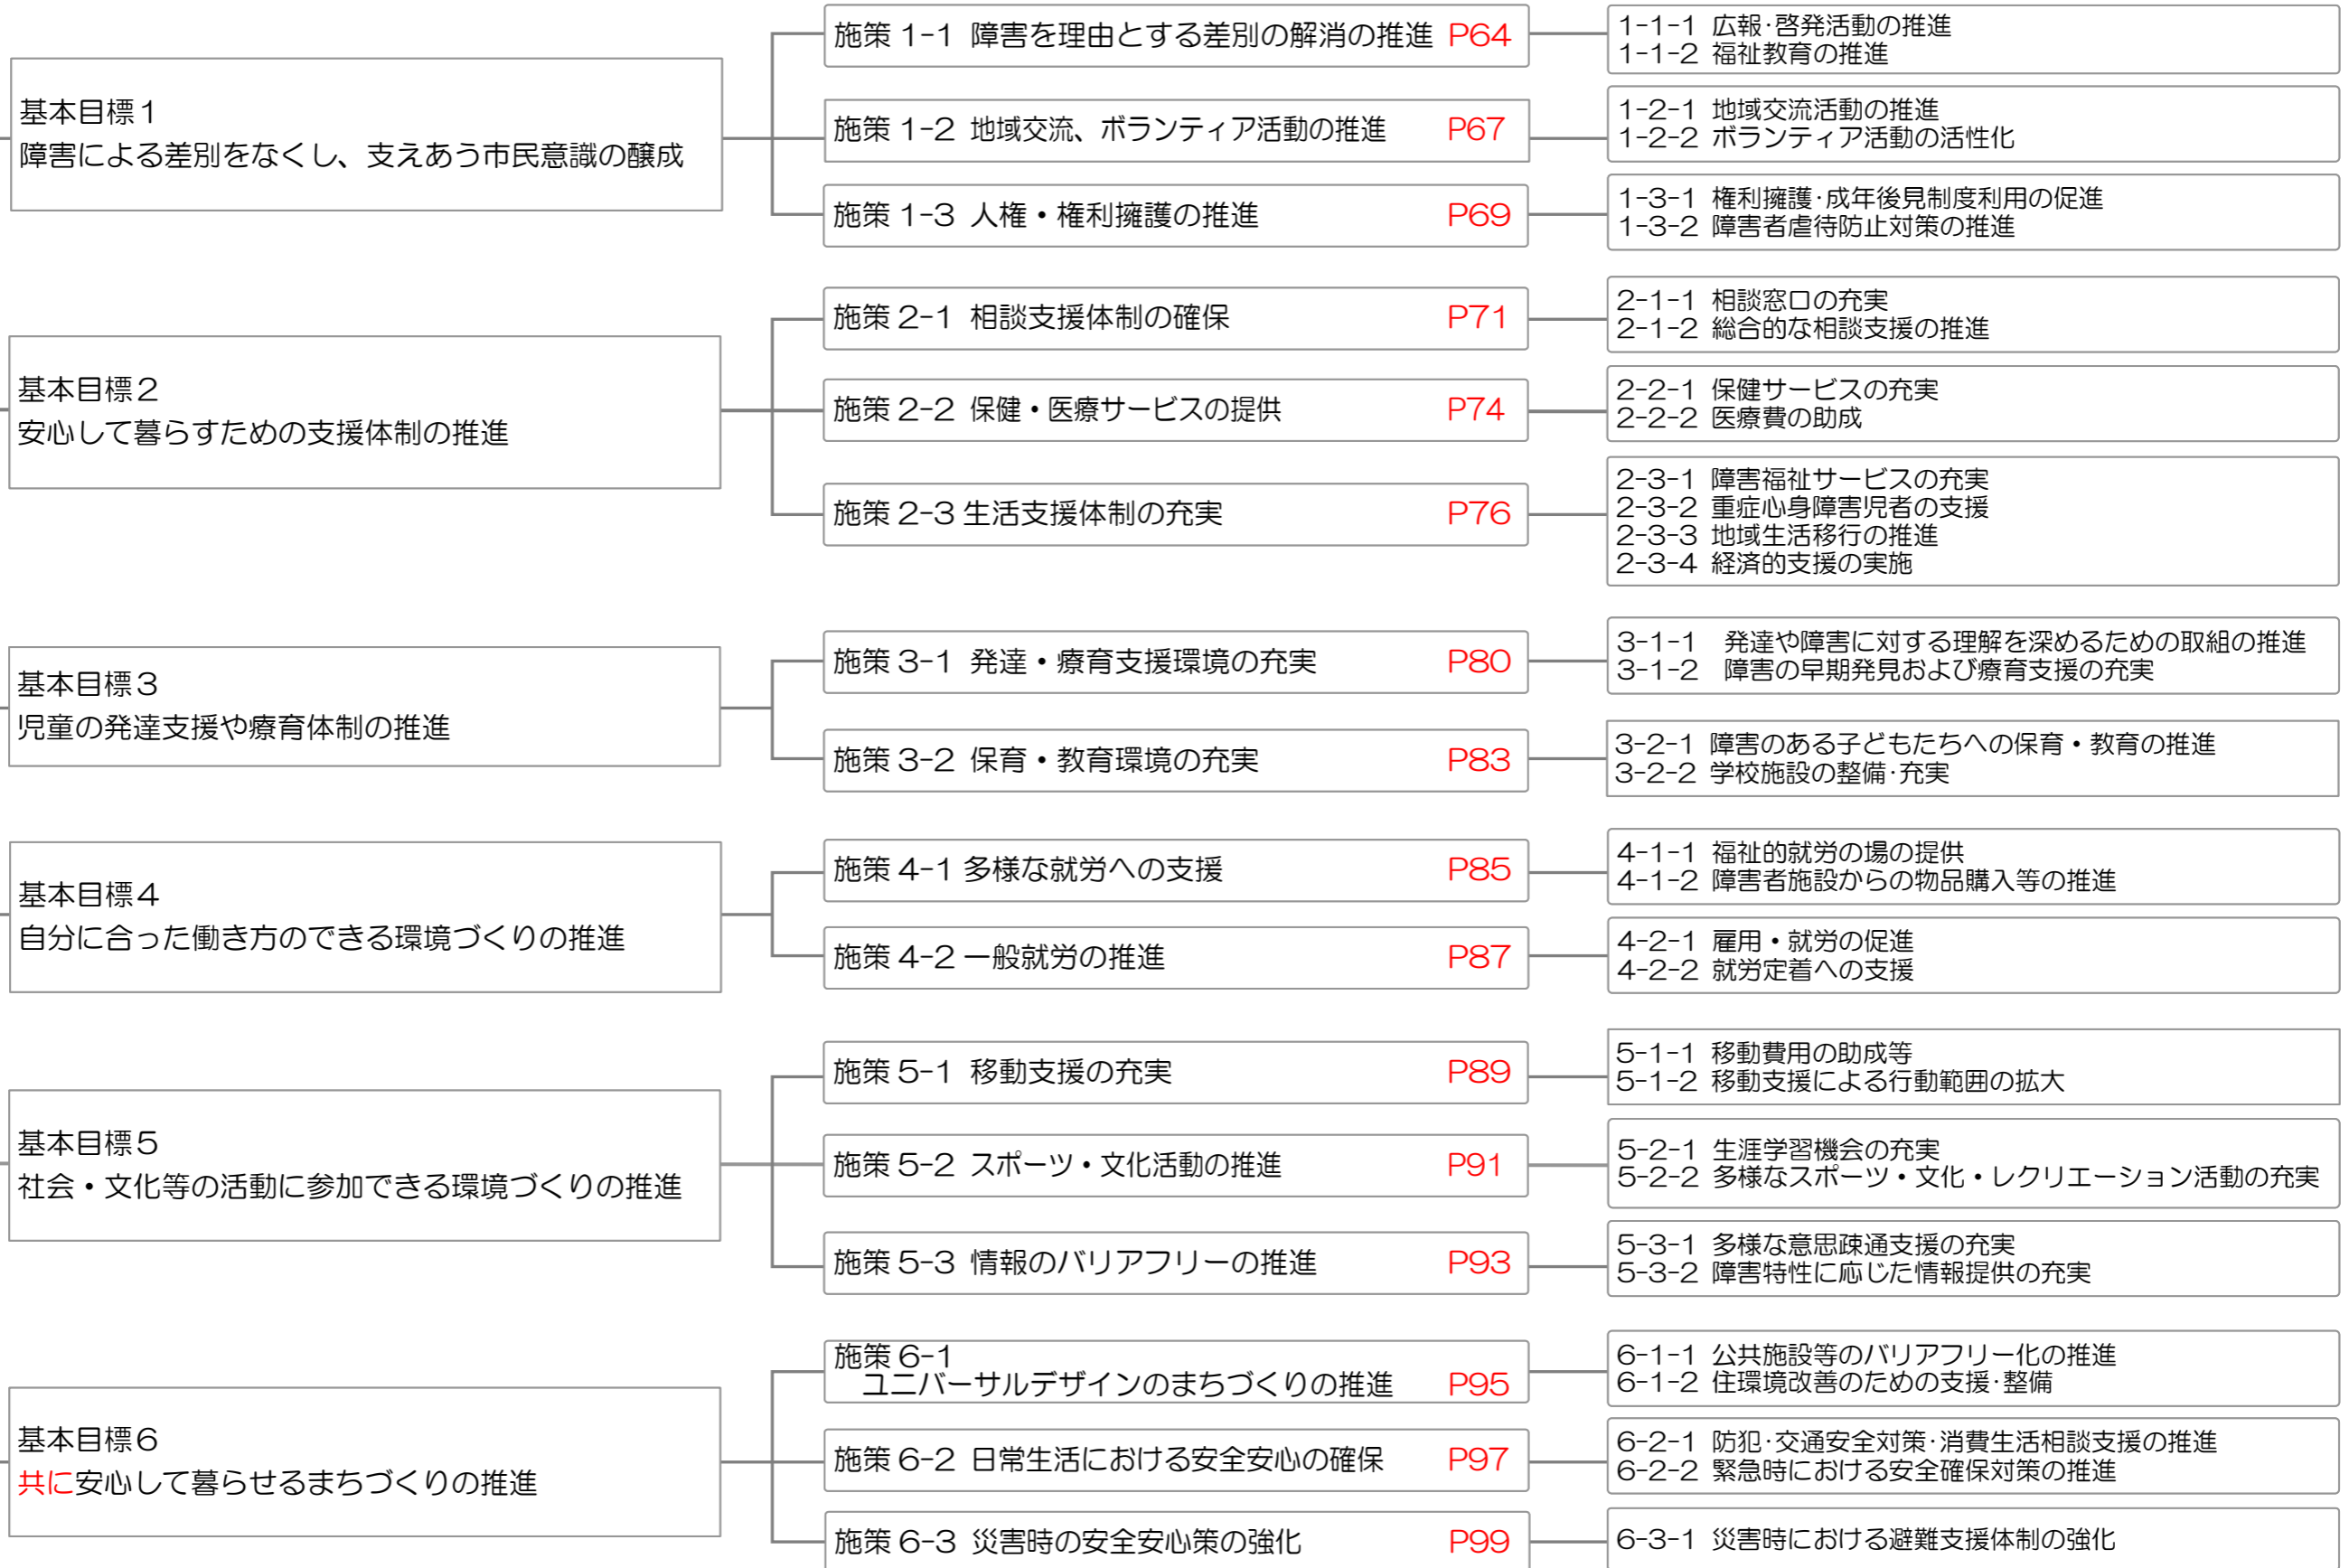 基本目標１
障害による差別をなくし、支えあう市民意識の醸成
施策 1-1 障害を理由とする差別の解消の推進 P64
1-1-1 広報･啓発活動の推進
1-1-2 福祉教育の推進
施策 1-2 地域交流、ボランティア活動の推進 P67
1-2-1 地域交流活動の推進
1-2-2 ボランティア活動の活性化
施策 1-3 人権・権利擁護の推進 P69
1-3-1 権利擁護･成年後見制度利用の促進
1-3-2 障害者虐待防止対策の推進
基本目標２
安心して暮らすための支援体制の推進
施策 2-1 相談支援体制の確保 P71
2-1-1 相談窓口の充実
2-1-2 総合的な相談支援の推進
施策 2-2 保健・医療サービスの提供 P74
2-2-1 保健サービスの充実
2-2-2 医療費の助成
施策 2-3 生活支援体制の充実 P76
2-3-1 障害福祉サービスの充実
2-3-2 重症心身障害児者の支援
2-3-3 地域生活移行の推進
2-3-4 経済的支援の実施
基本目標３
児童の発達支援や療育体制の推進
施策 3-1 発達・療育支援環境の充実 P80
3-1-1 発達や障害に対する理解を深めるための取組の推進
3-1-2 障害の早期発見および療育支援の充実
施策 3-2 保育・教育環境の充実 P83
3-2-1 障害のある子どもたちへの保育・教育の推進
3-2-2 学校施設の整備･充実
基本目標４
自分に合った働き方のできる環境づくりの推進
施策 4-1 多様な就労への支援 P85
4-1-1 福祉的就労の場の提供
4-1-2 障害者施設からの物品購入等の推進
施策 4-2 一般就労の推進 P87
4-2-1 雇用・就労の促進
4-2-2 就労定着への支援
基本目標５
社会・文化等の活動に参加できる環境づくりの推進
施策 5-1 移動支援の充実 P89
5-1-1 移動費用の助成等
5-1-2 移動支援による行動範囲の拡大
施策 5-2 スポーツ・文化活動の推進 P91
5-2-1 生涯学習機会の充実
5-2-2 多様なスポーツ・文化・レクリエーション活動の充実
施策 5-3 情報のバリアフリーの推進 P93
5-3-1 多様な意思疎通支援の充実
5-3-2 障害特性に応じた情報提供の充実
基本目標６
共に安心して暮らせるまちづくりの推進
施策 6-1
ユニバーサルデザインのまちづくりの推進 P95
6-1-1 公共施設等のバリアフリー化の推進
6-1-2 住環境改善のための支援･整備
施策 6-2 日常生活における安全安心の確保 P97
6-2-1 防犯･交通安全対策･消費生活相談支援の推進
6-2-2 緊急時における安全確保対策の推進
施策 6-3 災害時の安全安心策の強化 P99
6-3-1 災害時における避難支援体制の強化